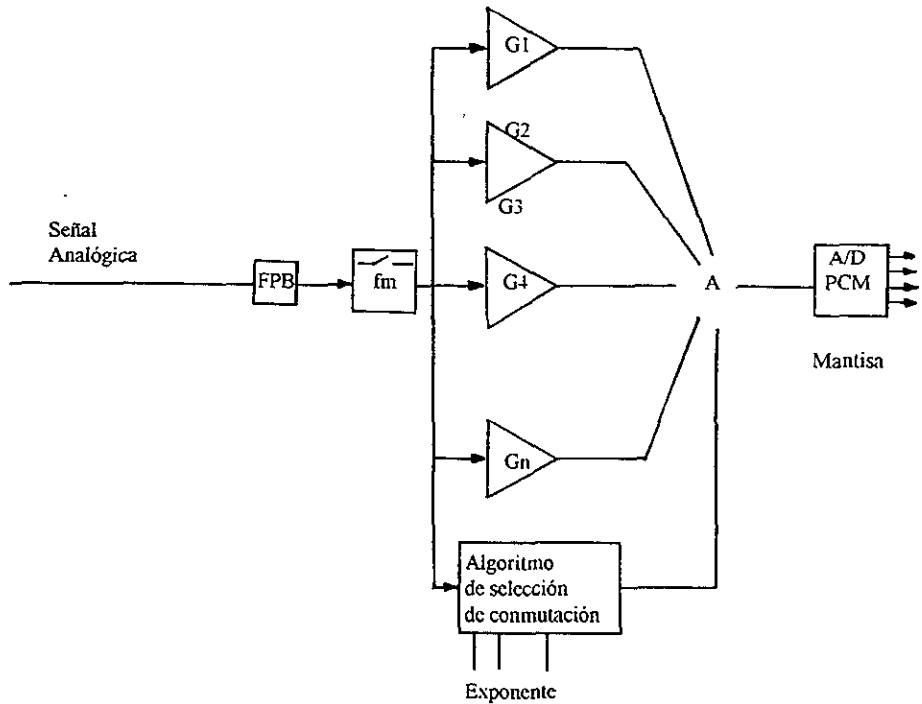 G1
G2
G3
Señal
Analógica
FPB
fm
G4
A
A/D
PCM
Mantisa
Gn
Algoritmo
de selección
de conmutación
Exponente